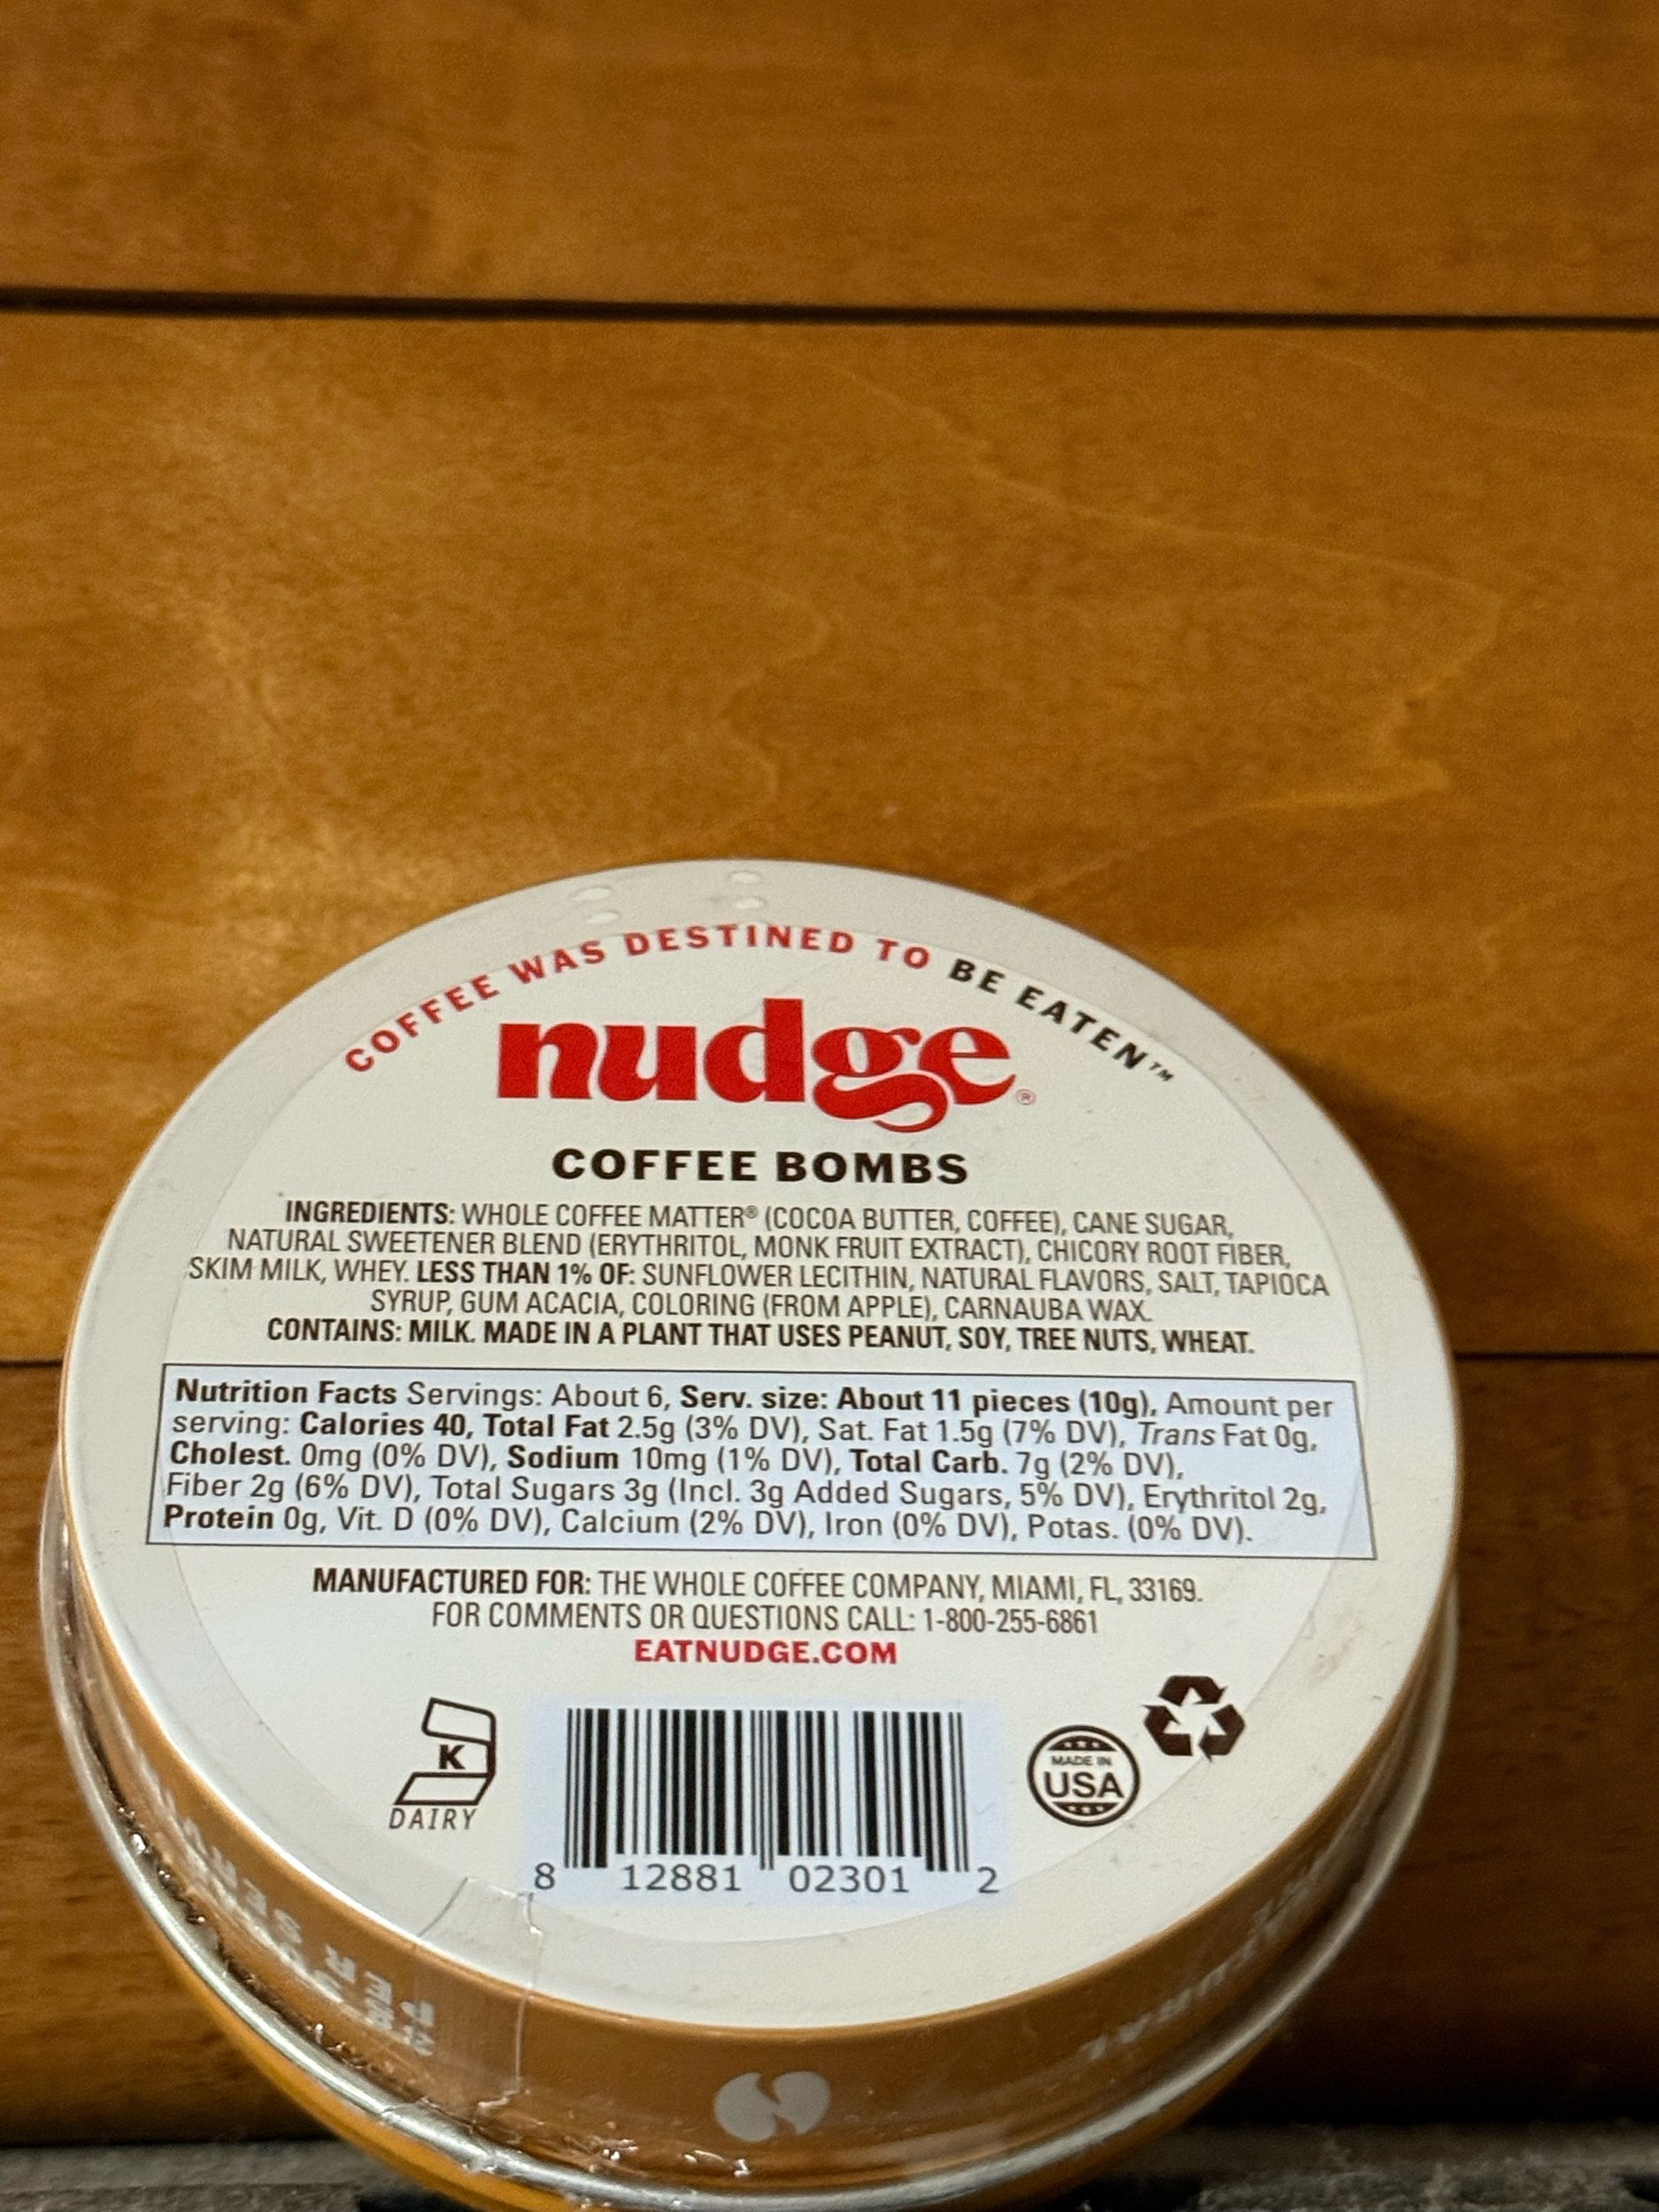 COFFEE WAS DESTINED TO BE EATEN™
nudge®
COFFEE BOMBS
INGREDIENTS: WHOLE COFFEE MATTER® (COCOA BUTTER, COFFEE), CANE SUGAR,
NATURAL SWEETENER BLEND (ERYTHRITOL, MONK FRUIT EXTRACT), CHICORY ROOT FIBER,
SKIM MILK, WHEY. LESS THAN 1% OF: SUNFLOWER LECITHIN, NATURAL FLAVORS, SALT, TAPIOCA
SYRUP, GUM ACACIA, COLORING (FROM APPLE), CARNAUBA WAX.
CONTAINS: MILK. MADE IN A PLANT THAT USES PEANUT, SOY, TREE NUTS, WHEAT.
Nutrition Facts Servings: About 6, Serv. size: About 11 pieces (10g), Amount per
serving: Calories 40, Total Fat 2.5g (3% DV), Sat. Fat 1.5g (7% DV), Trans Fat 0g,
Cholest. 0mg (0% DV), Sodium 10mg (1% DV), Total Carb. 7g (2% DV),
Fiber 2g (6% DV), Total Sugars 3g (Incl. 3g Added Sugars, 5% DV), Erythritol 2g,
Protein 0g, Vit. D (0% DV), Calcium (2% DV), Iron (0% DV), Potas. (0% DV).
MANUFACTURED FOR: THE WHOLE COFFEE COMPANY, MIAMI, FL, 33169.
FOR COMMENTS OR QUESTIONS CALL: 1-800-255-6861
EATNUDGE.COM
K
DAIRY
MADE IN
USA
8 12881 02301 2